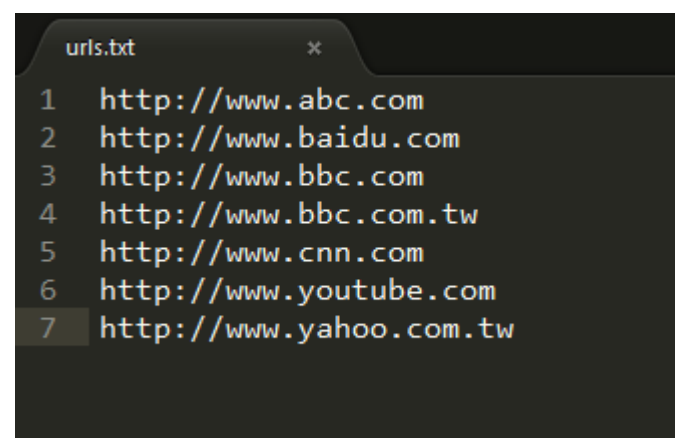 urls.txt ×
1 http://www.abc.com
2 http://www.baidu.com
3 http://www.bbc.com
4 http://www.bbc.com.tw
5 http://www.cnn.com
6 http://www.youtube.com
7 http://www.yahoo.com.tw